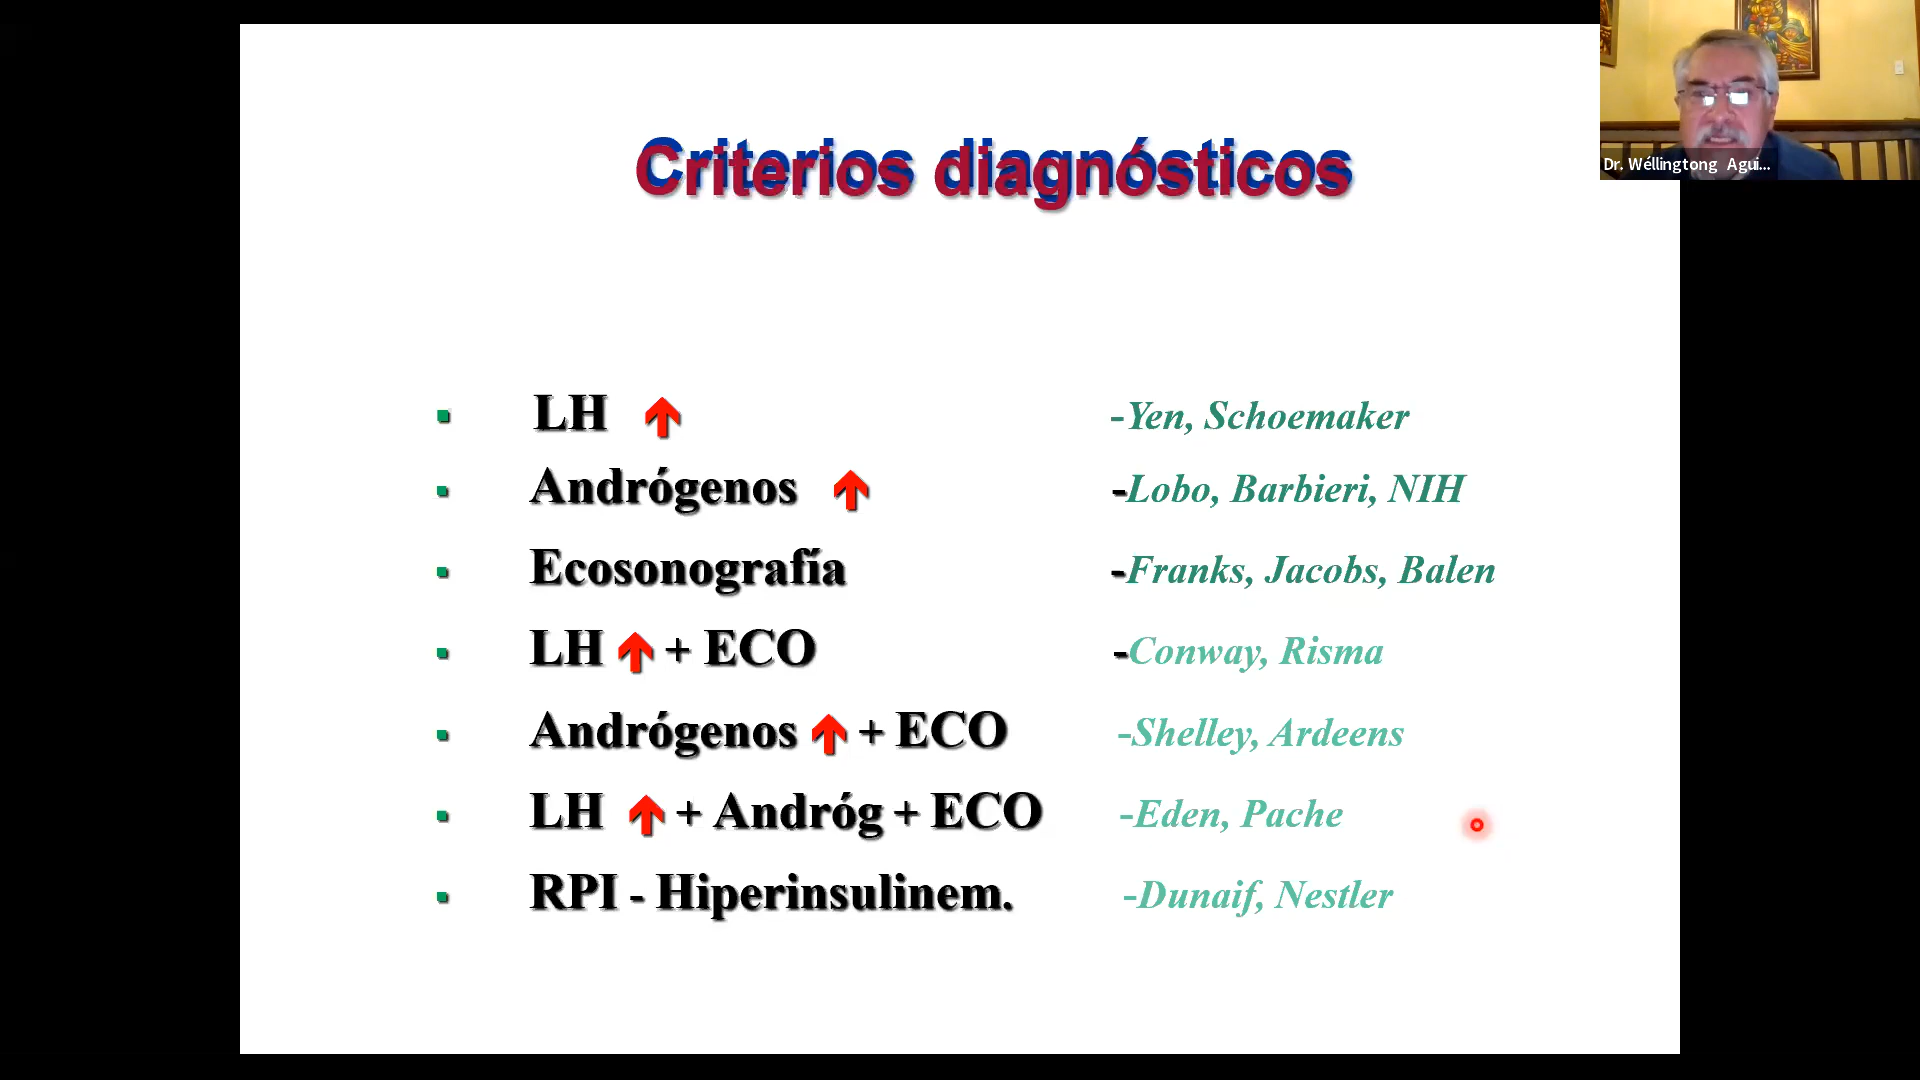 Criterios diagnósticos
Dr. Wéllingtong Agui...
▪ LH ↑ -Yen, Schoemaker
▪ Andrógenos ↑ -Lobo, Barbieri, NIH
▪ Ecosonografía -Franks, Jacobs, Balen
▪ LH ↑ + ECO -Conway, Risma
▪ Andrógenos ↑ + ECO -Shelley, Ardeens
▪ LH ↑ + Andróg + ECO -Eden, Pache
▪ RPI - Hiperinsulinem. -Dunaif, Nestler